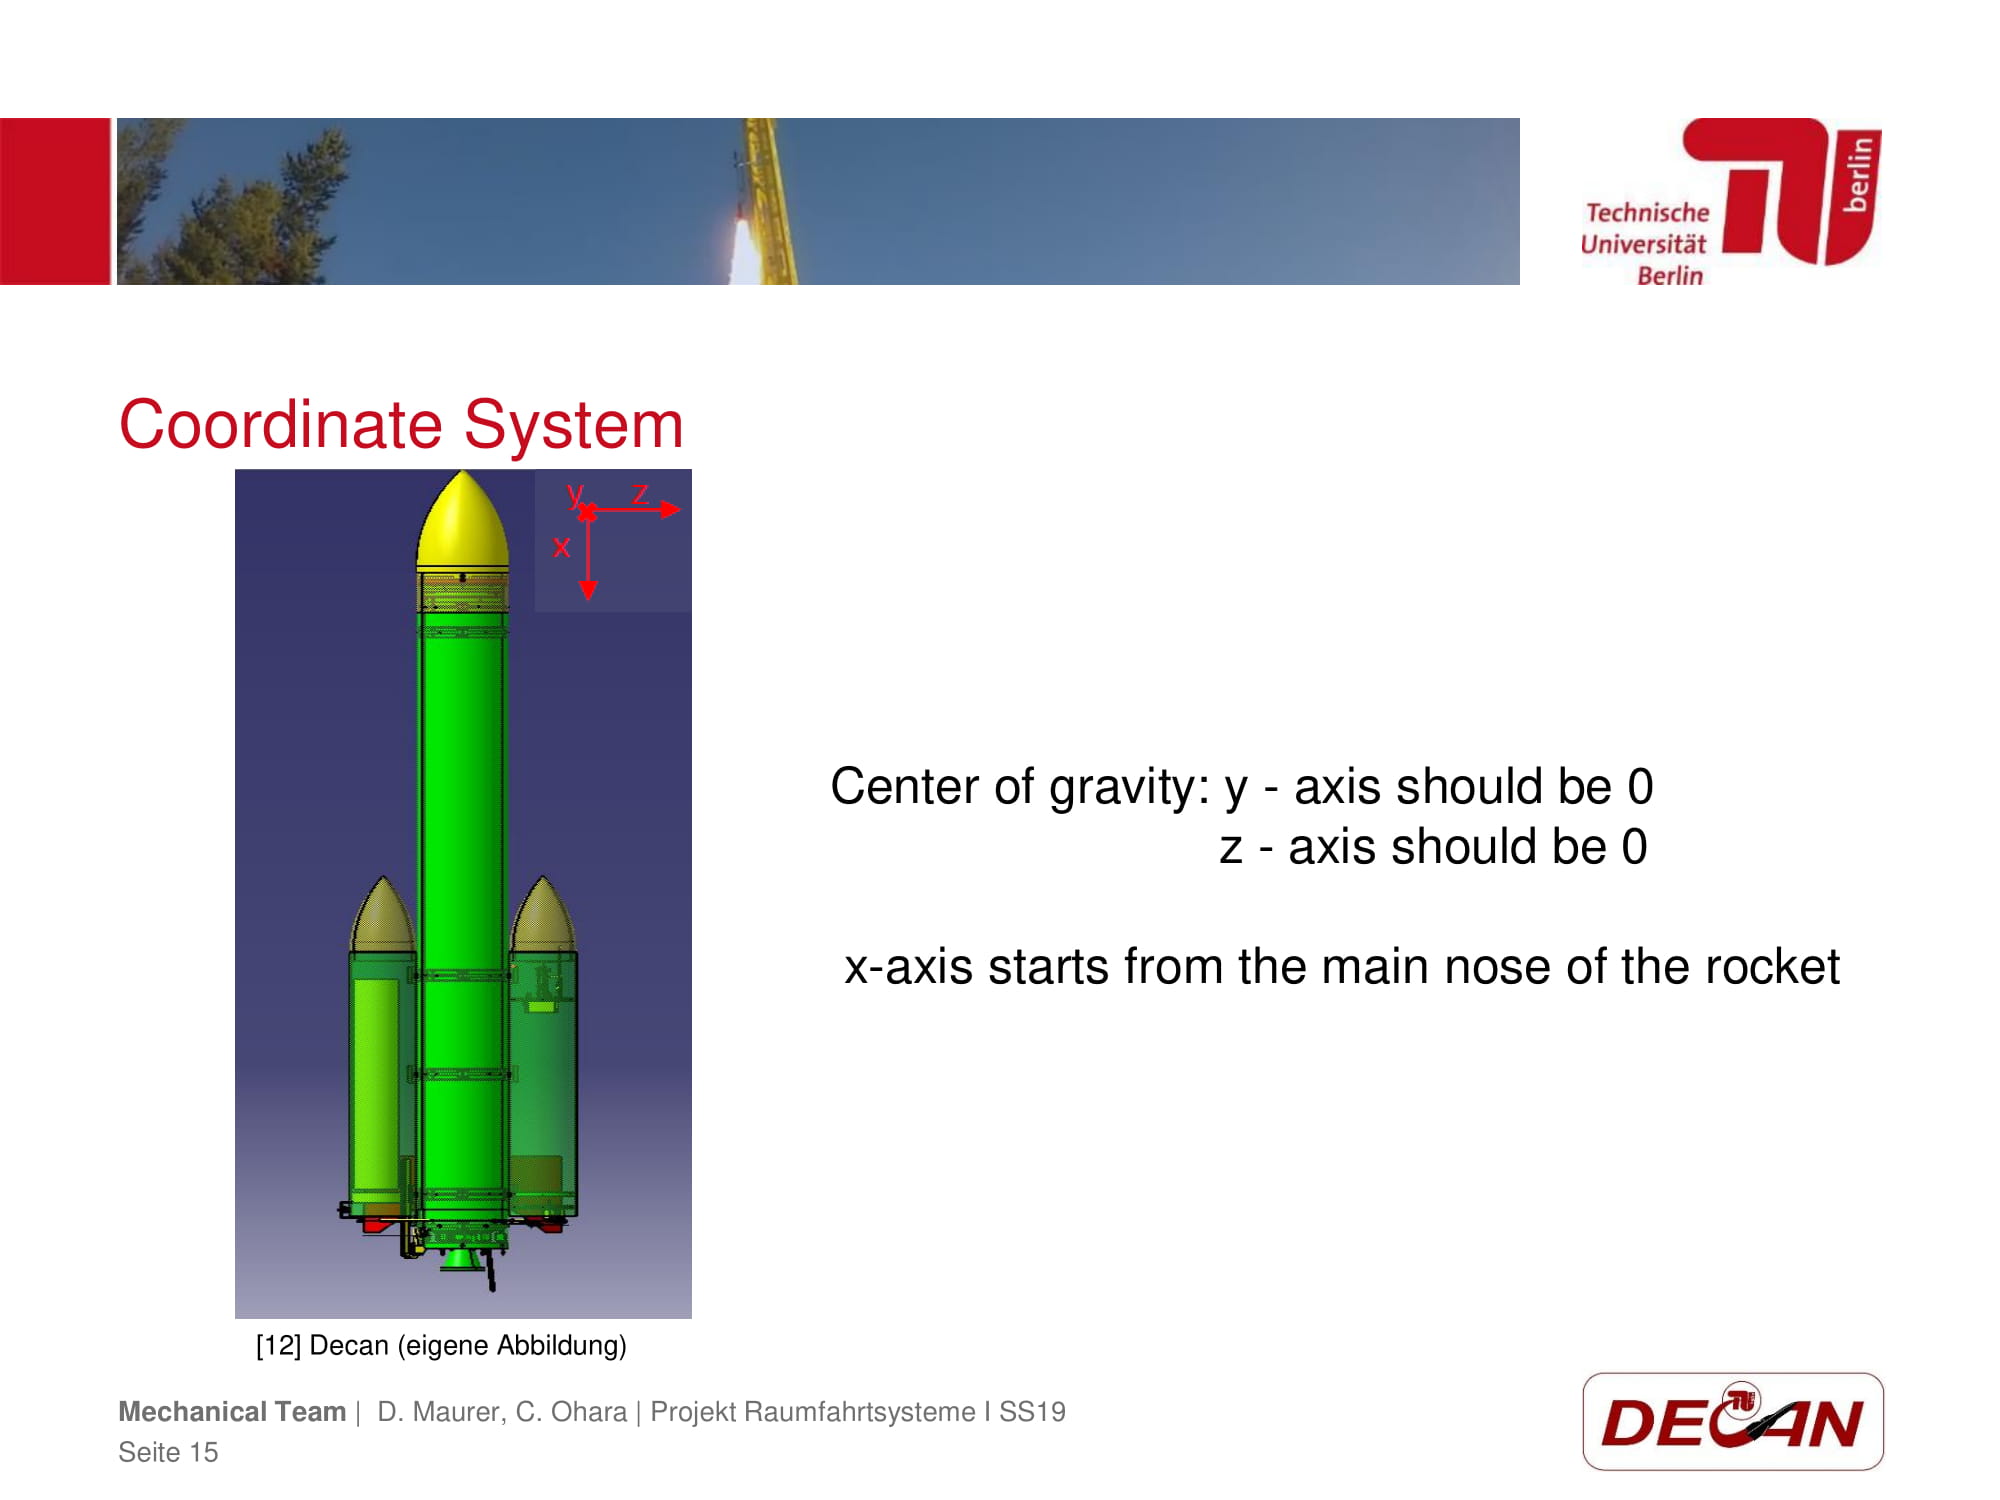 Technische
Universität
Berlin
berlin
Coordinate System
y z
x
Center of gravity: y - axis should be 0
z - axis should be 0
x-axis starts from the main nose of the rocket
[12] Decan (eigene Abbildung)
Mechanical Team | D. Maurer, C. Ohara | Projekt Raumfahrtsysteme I SS19
Seite 15
DECAN